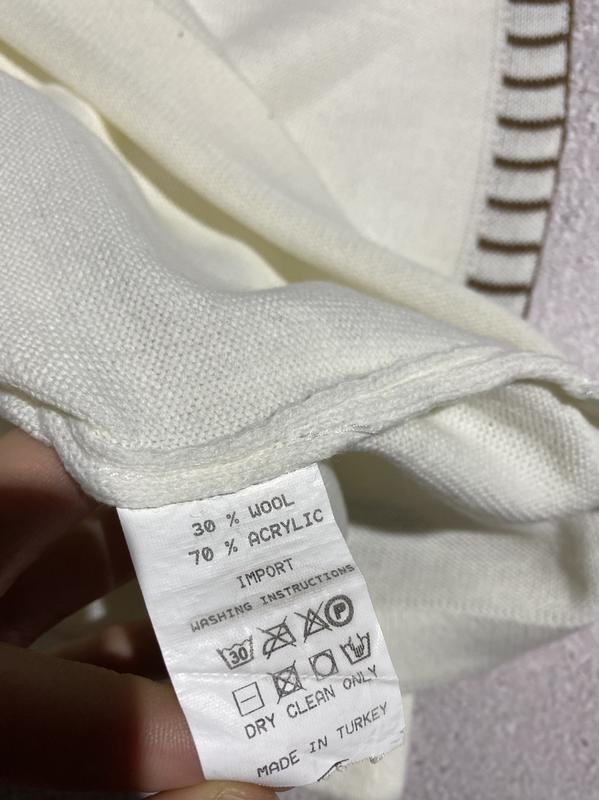 30 % WOOL
70 % ACRYLIC
IMPORT
WASHING INSTRUCTIONS
30 P
DRY CLEAN ONLY
MADE IN TURKEY